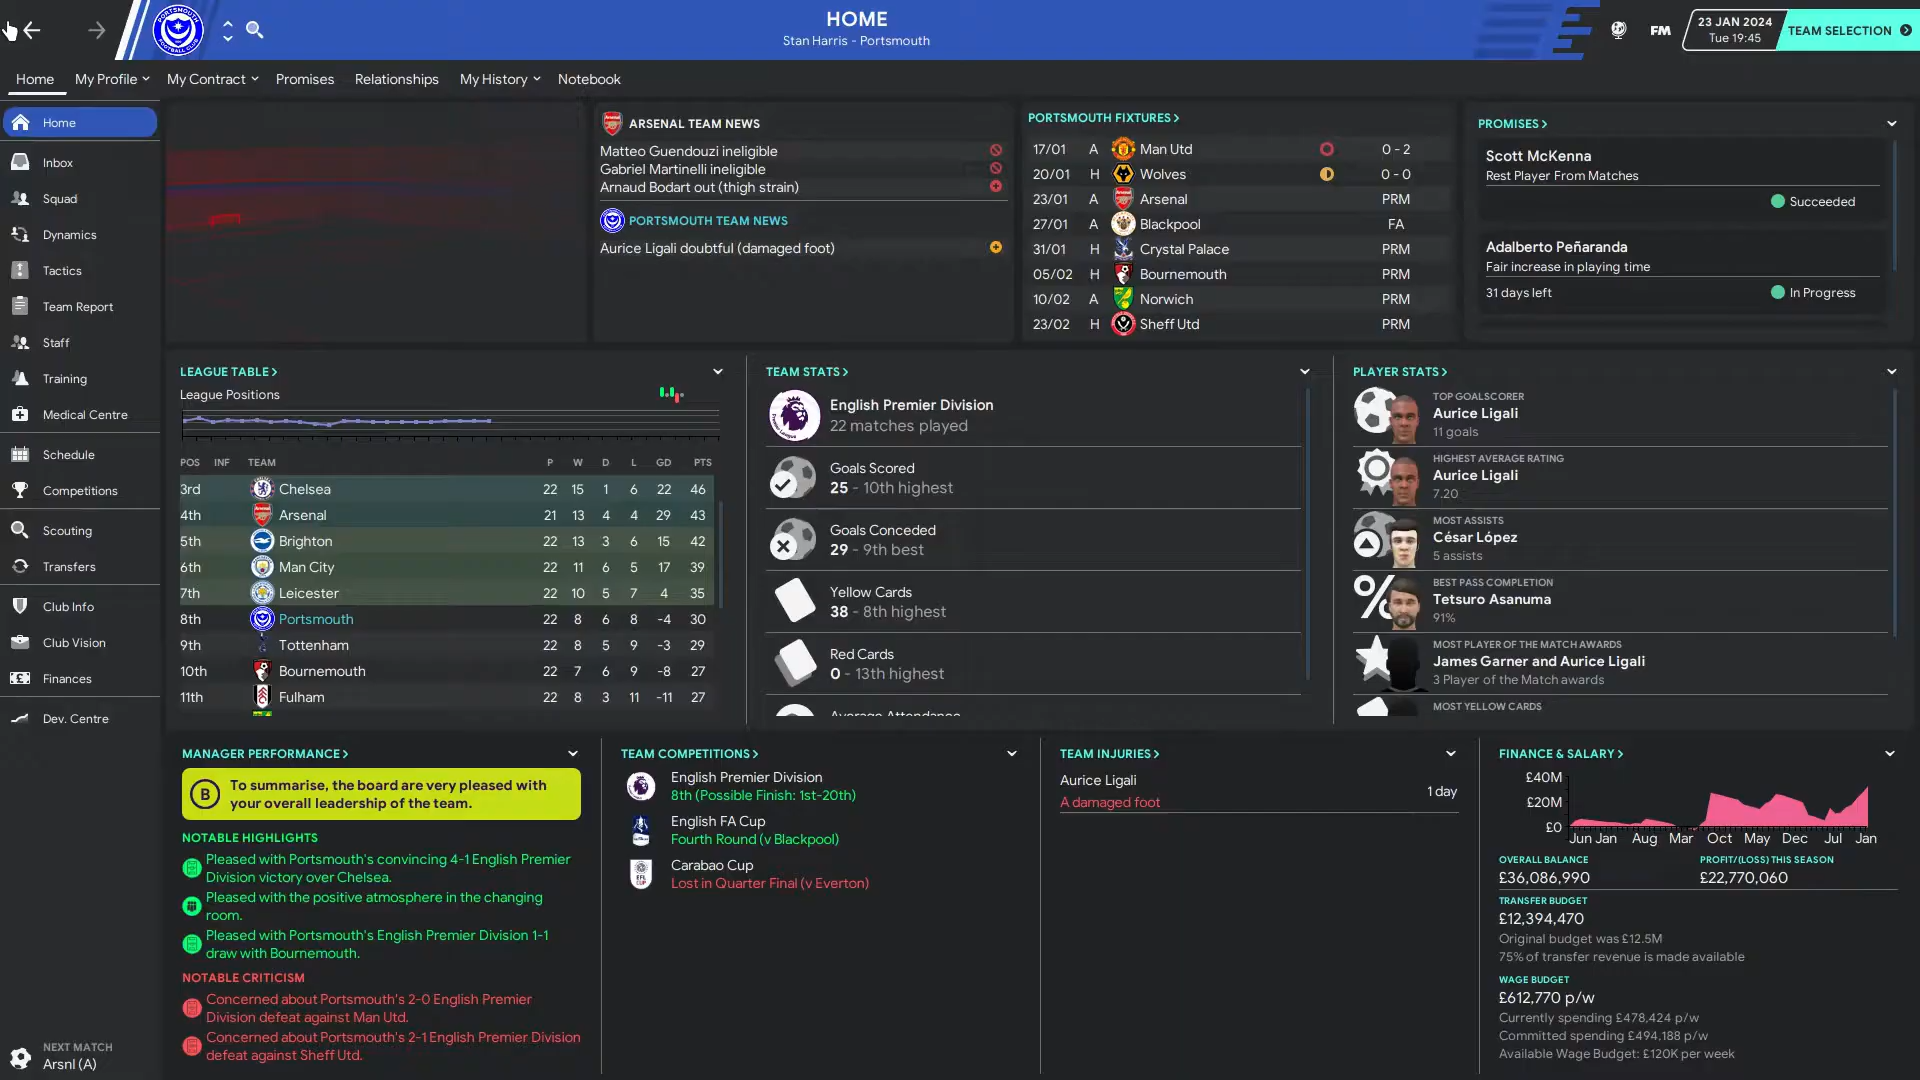 HOME
Stan Harris - Portsmouth
FM
23 JAN 2024
Tue 19:45
TEAM SELECTION
Home
My Profile
My Contract
Promises
Relationships
My History
Notebook
Home
Inbox
Squad
Dynamics
Tactics
Team Report
Staff
Training
Medical Centre
Schedule
Competitions
Scouting
Transfers
Club Info
Club Vision
Finances
Dev. Centre
NEXT MATCH
Arsnl (A)
ARSENAL TEAM NEWS
Matteo Guendouzi ineligible
Gabriel Martinelli ineligible
Arnaud Bodart out (thigh strain)
PORTSMOUTH TEAM NEWS
Aurice Ligali doubtful (damaged foot)
PORTSMOUTH FIXTURES >
17/01 A Man Utd 0 - 2
20/01 H Wolves 0 - 0
23/01 A Arsenal PRM
27/01 A Blackpool FA
31/01 H Crystal Palace PRM
05/02 H Bournemouth PRM
10/02 A Norwich PRM
23/02 H Sheff Utd PRM
PROMISES >
Scott McKenna
Rest Player From Matches
Succeeded
Adalberto Peñaranda
Fair increase in playing time
31 days left In Progress
LEAGUE TABLE >
League Positions
POS INF TEAM P W D L GD PTS
3rd Chelsea 22 15 1 6 22 46
4th Arsenal 21 13 4 4 29 43
5th Brighton 22 13 3 6 15 42
6th Man City 22 11 6 5 17 39
7th Leicester 22 10 5 7 4 35
8th Portsmouth 22 8 6 8 -4 30
9th Tottenham 22 8 5 9 -3 29
10th Bournemouth 22 7 6 9 -8 27
11th Fulham 22 8 3 11 -11 27
TEAM STATS >
English Premier Division
22 matches played
Goals Scored
25 - 10th highest
Goals Conceded
29 - 9th best
Yellow Cards
38 - 8th highest
Red Cards
0 - 13th highest
Average Attendance
PLAYER STATS >
TOP GOALSCORER
Aurice Ligali
11 goals
HIGHEST AVERAGE RATING
Aurice Ligali
7.20
MOST ASSISTS
César López
5 assists
BEST PASS COMPLETION
Tetsuro Asanuma
91%
MOST PLAYER OF THE MATCH AWARDS
James Garner and Aurice Ligali
3 Player of the Match awards
MOST YELLOW CARDS
MANAGER PERFORMANCE >
B
To summarise, the board are very pleased with
your overall leadership of the team.
NOTABLE HIGHLIGHTS
Pleased with Portsmouth's convincing 4-1 English Premier
Division victory over Chelsea.
Pleased with the positive atmosphere in the changing
room.
Pleased with Portsmouth's English Premier Division 1-1
draw with Bournemouth.
NOTABLE CRITICISM
Concerned about Portsmouth's 2-0 English Premier
Division defeat against Man Utd.
Concerned about Portsmouth's 2-1 English Premier Division
defeat against Sheff Utd.
TEAM COMPETITIONS >
English Premier Division
8th (Possible Finish: 1st-20th)
English FA Cup
Fourth Round (v Blackpool)
Carabao Cup
Lost in Quarter Final (v Everton)
TEAM INJURIES >
Aurice Ligali
A damaged foot
1 day
FINANCE & SALARY >
£40M
£20M
£0
Jun Jan Aug Mar Oct May Dec Jul Jan
OVERALL BALANCE
£36,086,990
PROFIT/(LOSS) THIS SEASON
£22,770,060
TRANSFER BUDGET
£12,394,470
Original budget was £12.5M
75% of transfer revenue is made available
WAGE BUDGET
£612,770 p/w
Currently spending £478,424 p/w
Committed spending £494,188 p/w
Available Wage Budget: £120K per week